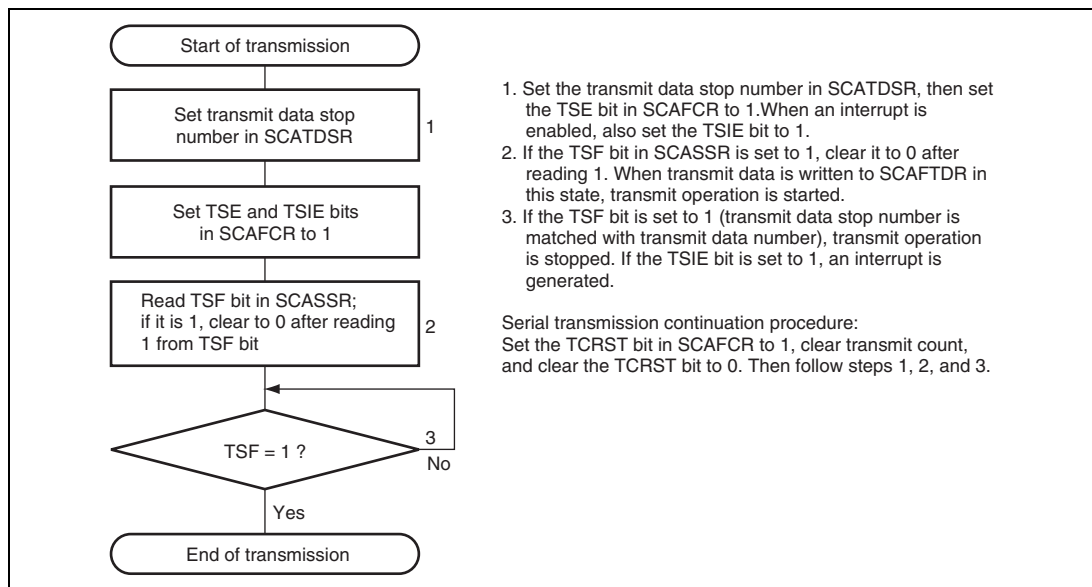 Start of transmission
Set transmit data stop
number in SCATDSR
1
Set TSE and TSIE bits
in SCAFCR to 1
Read TSF bit in SCASSR;
if it is 1, clear to 0 after reading
1 from TSF bit
2
TSF = 1 ?
3
No
Yes
End of transmission
1. Set the transmit data stop number in SCATDSR, then set
the TSE bit in SCAFCR to 1.When an interrupt is
enabled, also set the TSIE bit to 1.
2. If the TSF bit in SCASSR is set to 1, clear it to 0 after
reading 1. When transmit data is written to SCAFTDR in
this state, transmit operation is started.
3. If the TSF bit is set to 1 (transmit data stop number is
matched with transmit data number), transmit operation
is stopped. If the TSIE bit is set to 1, an interrupt is
generated.
Serial transmission continuation procedure:
Set the TCRST bit in SCAFCR to 1, clear transmit count,
and clear the TCRST bit to 0. Then follow steps 1, 2, and 3.